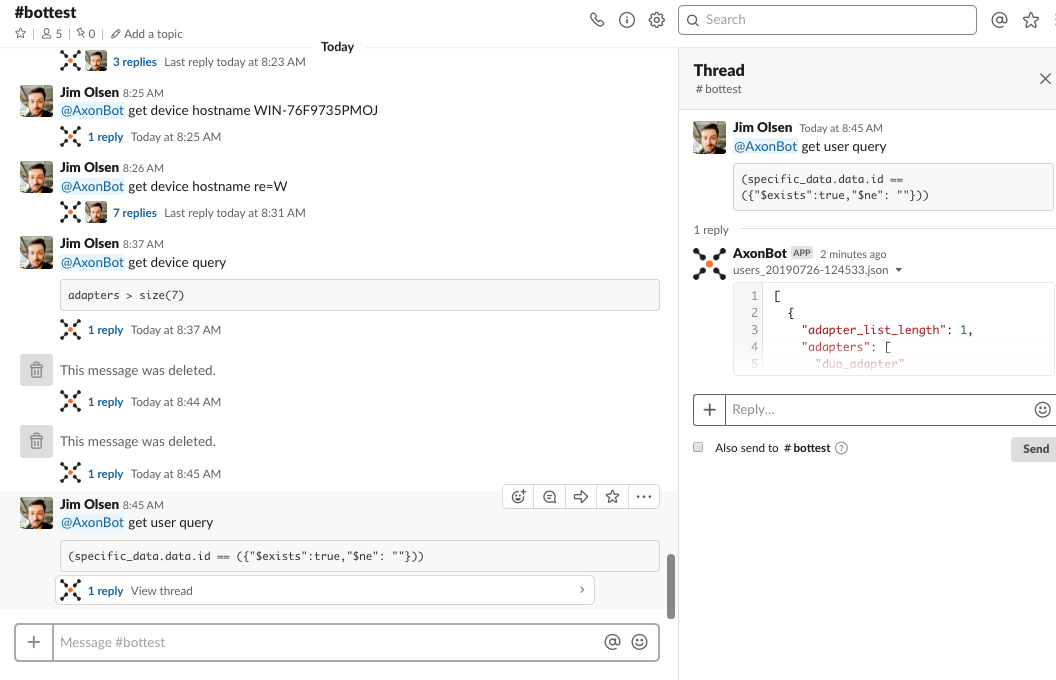 #bottest
5
0
Add a topic
Search
Today
3 replies Last reply today at 8:23 AM
Jim Olsen 8:25 AM
@AxonBot get device hostname WIN-76F9735PMOJ
1 reply Today at 8:25 AM
Jim Olsen 8:26 AM
@AxonBot get device hostname re=W
7 replies Last reply today at 8:31 AM
Jim Olsen 8:37 AM
@AxonBot get device query
adapters > size(7)
1 reply Today at 8:37 AM
This message was deleted.
1 reply Today at 8:44 AM
This message was deleted.
1 reply Today at 8:45 AM
Jim Olsen 8:45 AM
@AxonBot get user query
(specific_data.data.id == ({"$exists":true,"$ne": ""}))
1 reply View thread
Message #bottest
Thread
# bottest
Jim Olsen Today at 8:45 AM
@AxonBot get user query
(specific_data.data.id ==
({"$exists":true,"$ne": ""}))
1 reply
AxonBot APP 2 minutes ago
users_20190726-124533.json
1 [
2 {
3 "adapter_list_length": 1,
4 "adapters": [
5 "duo_adapter"
Reply...
Also send to # bottest ?
Send